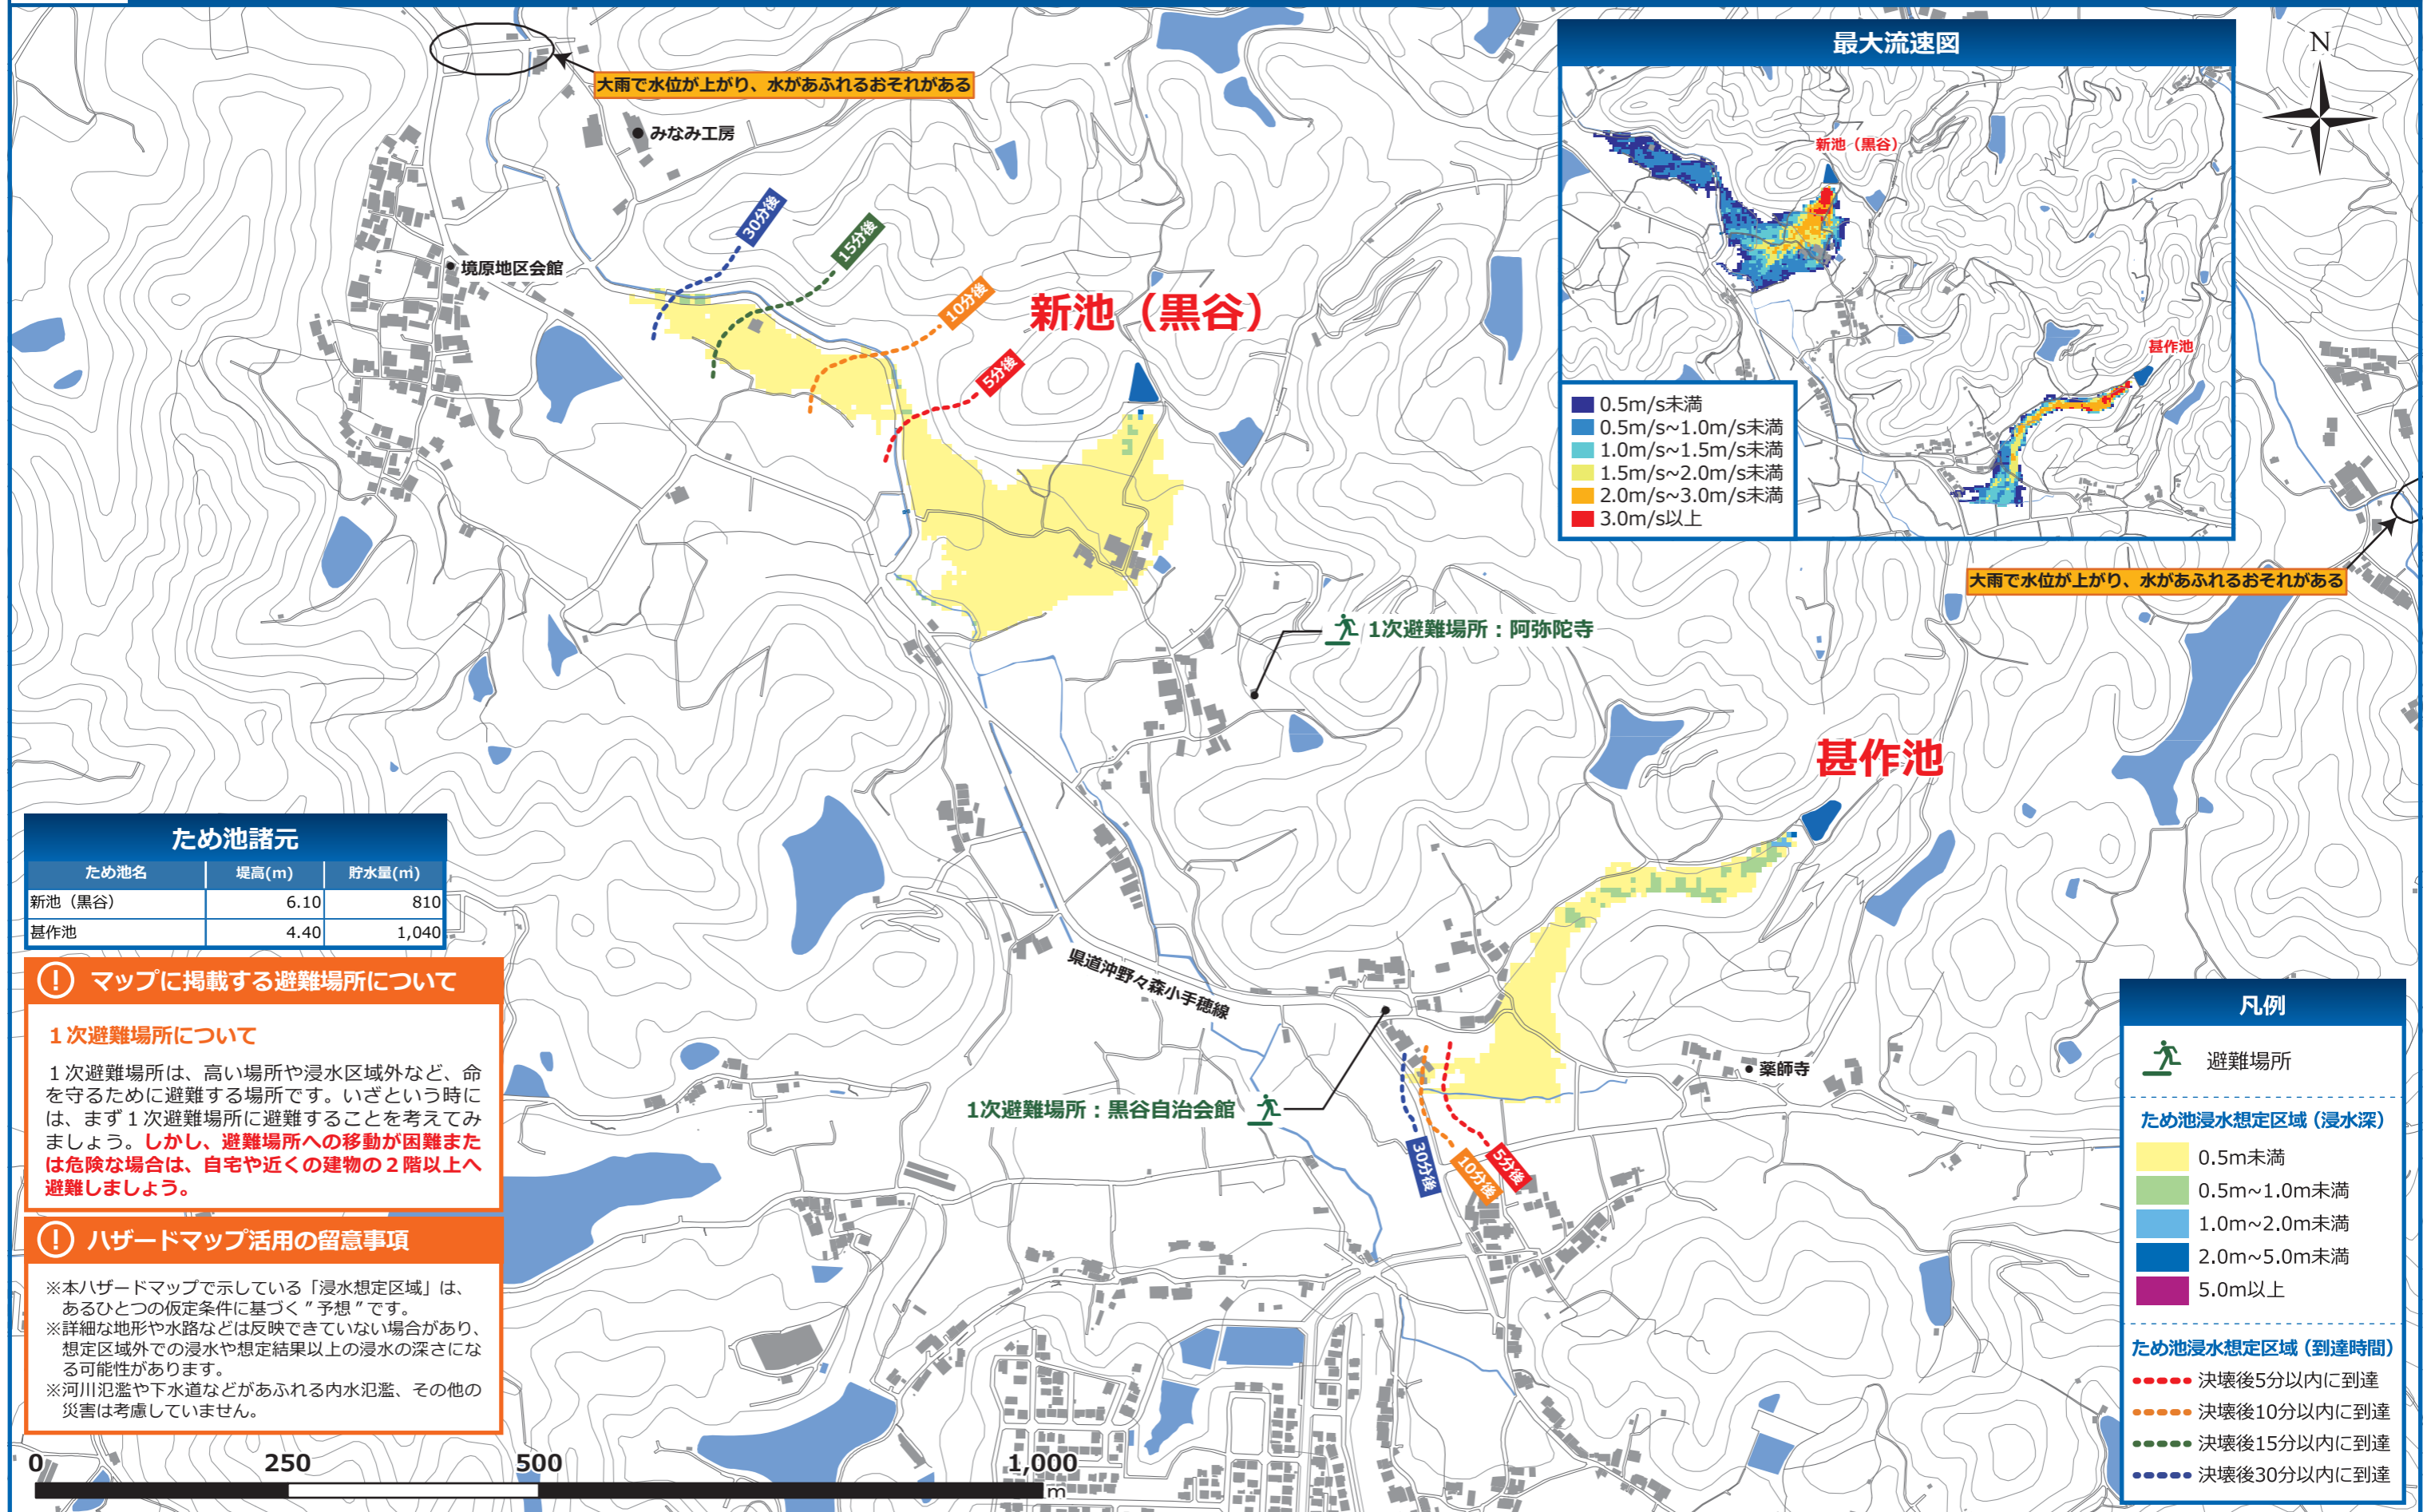 大雨で水位が上がり、水があふれるおそれがある
みなみ工房
境原地区会館
30分後
15分後
10分後
5分後
新池（黒谷）
最大流速図
新池（黒谷）
甚作池
0.5m/s未満
0.5m/s~1.0m/s未満
1.0m/s~1.5m/s未満
1.5m/s~2.0m/s未満
2.0m/s~3.0m/s未満
3.0m/s以上
N
大雨で水位が上がり、水があふれるおそれがある
1次避難場所：阿弥陀寺
甚作池
県道沖野々森小手穂線
1次避難場所：黒谷自治会館
薬師寺
30分後
10分後
5分後
ため池諸元
ため池名 堤高(m) 貯水量(㎥)
新池（黒谷） 6.10 810
甚作池 4.40 1,040
! マップに掲載する避難場所について
１次避難場所について
１次避難場所は、高い場所や浸水区域外など、命
を守るために避難する場所です。いざという時に
は、まず１次避難場所に避難することを考えてみ
ましょう。しかし、避難場所への移動が困難また
は危険な場合は、自宅や近くの建物の２階以上へ
避難しましょう。
! ハザードマップ活用の留意事項
※本ハザードマップで示している「浸水想定区域」は、
あるひとつの仮定条件に基づく”予想”です。
※詳細な地形や水路などは反映できていない場合があり、
想定区域外での浸水や想定結果以上の浸水の深さにな
る可能性があります。
※河川氾濫や下水道などがあふれる内水氾濫、その他の
災害は考慮していません。
0 250 500 1,000
m
凡例
避難場所
ため池浸水想定区域（浸水深）
0.5m未満
0.5m~1.0m未満
1.0m~2.0m未満
2.0m~5.0m未満
5.0m以上
ため池浸水想定区域（到達時間）
決壊後5分以内に到達
決壊後10分以内に到達
決壊後15分以内に到達
決壊後30分以内に到達